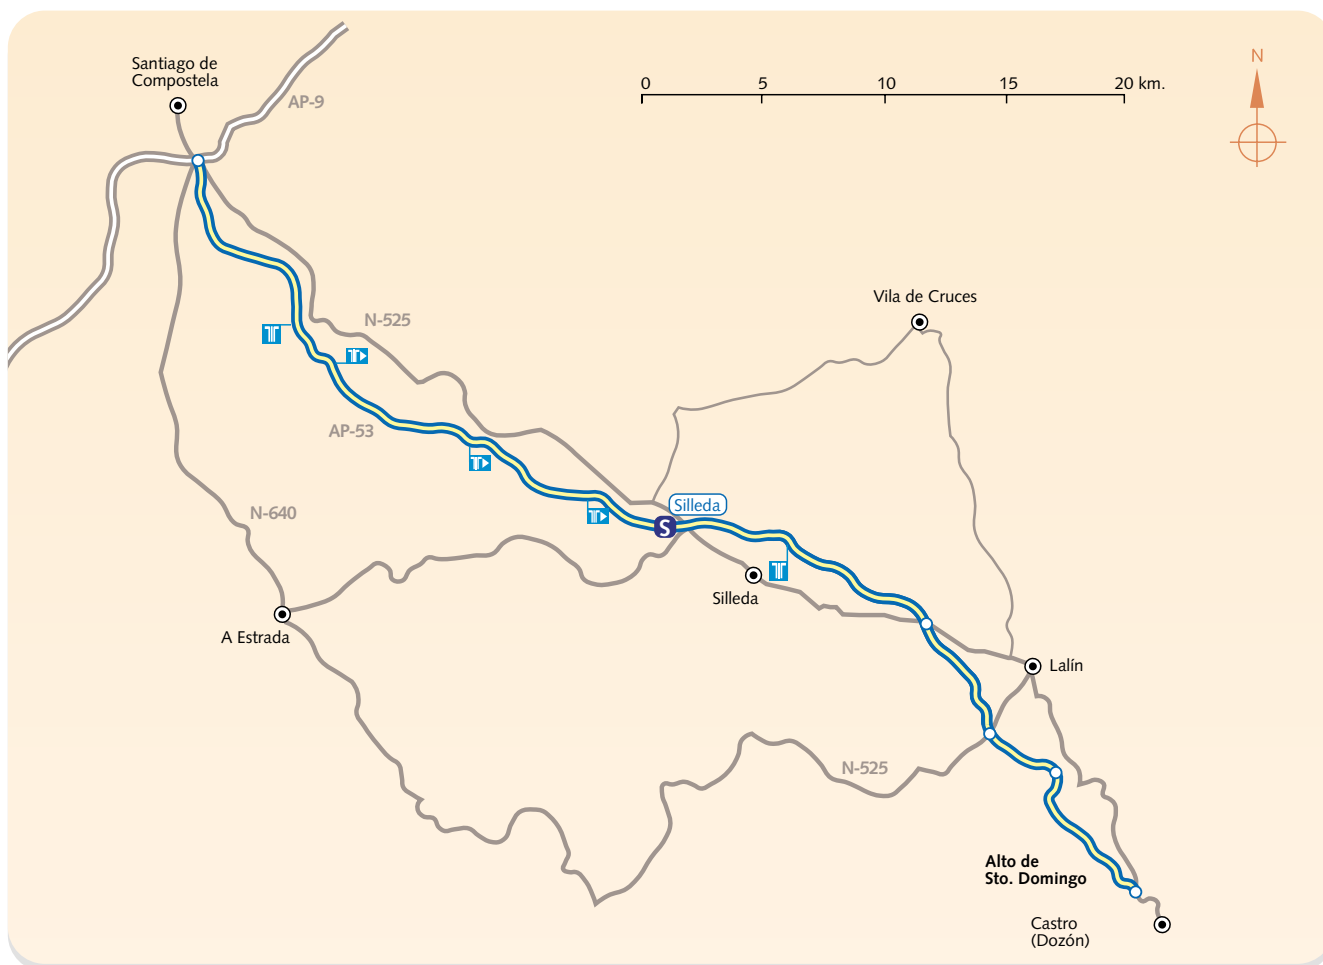 Santiago de
Compostela
AP-9
0 5 10 15 20 km.
N
Vila de Cruces
N-525
AP-53
Silleda
S
N-640
Silleda
A Estrada
Lalín
N-525
Alto de
Sto. Domingo
Castro
(Dozón)
T
T
T
T
T